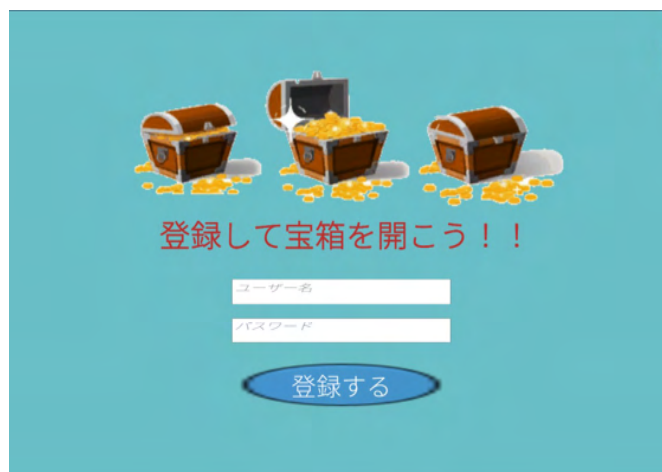 登録して宝箱を開こう！！
ユーザー名
パスワード
登録する